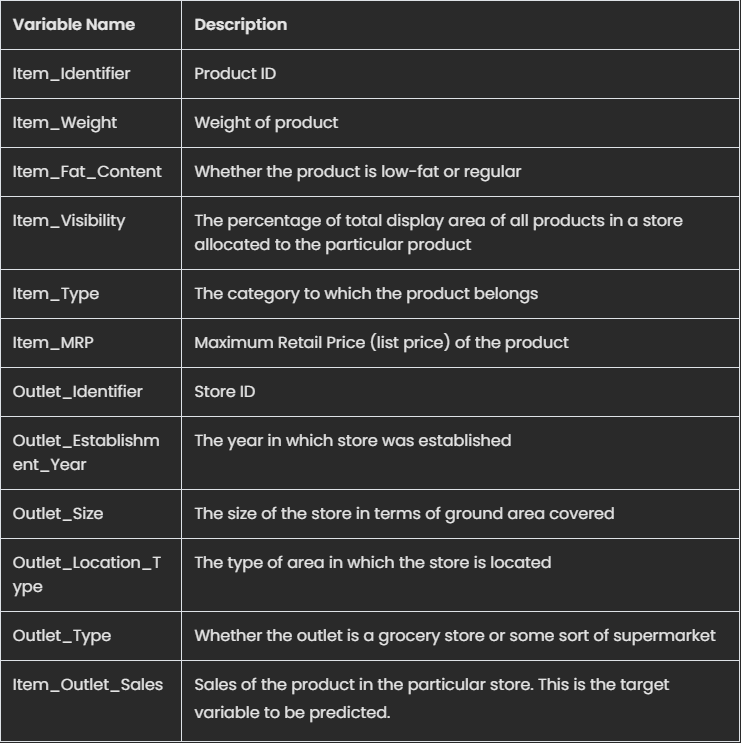 Variable Name Description
Item_Identifier Product ID
Item_Weight Weight of product
Item_Fat_Content Whether the product is low-fat or regular
Item_Visibility The percentage of total display area of all products in a store
allocated to the particular product
Item_Type The category to which the product belongs
Item_MRP Maximum Retail Price (list price) of the product
Outlet_Identifier Store ID
Outlet_Establishm The year in which store was established
ent_Year
Outlet_Size The size of the store in terms of ground area covered
Outlet_Location_T The type of area in which the store is located
ype
Outlet_Type Whether the outlet is a grocery store or some sort of supermarket
Item_Outlet_Sales Sales of the product in the particular store. This is the target
variable to be predicted.